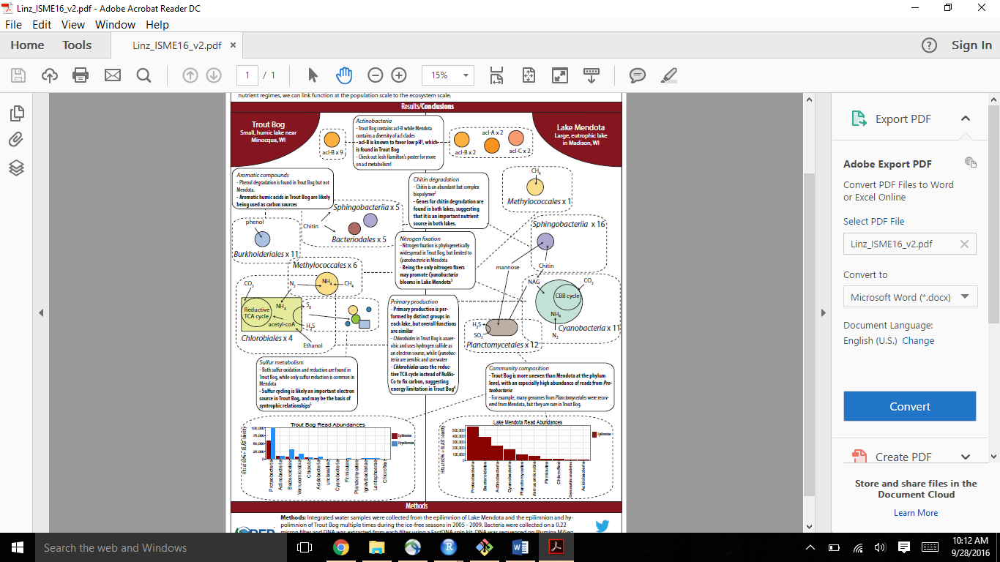 Linz_ISME16_v2.pdf - Adobe Acrobat Reader DC
File Edit View Window Help
Home Tools Linz_ISME16_v2.pdf × Sign In
1 / 1 15%
nutrient regimes, we can link function at the population scale to the ecosystem scale.
Results/Conclusions
Trout Bog
Small, humic lake near
Minocqua, WI
acI-B x 9
Actinobacteria
- Trout Bog contains acI-B while Mendota
contains a diversity of acI clades
- acI-B is known to favor low pH¹, which
is found in Trout Bog
- Check out Josh Hamilton's poster for more
on acI metabolism!
acI-B x 2
acI-A x 2
acI-C x 2
Lake Mendota
Large, eutrophic lake
in Madison, WI
Aromatic compounds
- Phenol degradation is found in Trout Bog but not
Mendota.
- Aromatic humic acids in Trout Bog are likely
being used as carbon sources
phenol
Burkholderiales x 11
Sphingobacteriia x 5
Chitin
Bacteriodales x 5
Chitin degradation
- Chitin is an abundant but complex
biopolymer²
- Genes for chitin degradation are
found in both lakes, suggesting
that it is an important nutrient
source in both lakes.
CH₄
Methylococcales x 1
Sphingobacteriia x 16
mannose
Chitin
NAG
Nitrogen fixation
- Nitrogen fixation is phylogenetically
widespread in Trout Bog, but limited to
Cyanobacteria in Mendota
- Being the only nitrogen fixers
may promote Cyanobacteria
blooms in Lake Mendota³
Methylococcales x 6
CO₂
N₂
NH₄
CH₄
Reductive
TCA cycle
NH₄
acetyl-coA
S₀
H₂S
Ethanol
Chlorobiales x 4
Primary production
- Primary production is per-
formed by distinct groups in
each lake, but overall functions
are similar
- Chlorobiales in Trout Bog is anaer-
obic and uses hydrogen sulfide as
an electron source, while Cyanobac-
teria are aerobic and use water
- Chlorobiales uses the reduc-
tive TCA cycle instead of RuBis-
Co to fix carbon, suggesting
energy limitation in Trout Bog⁴
CO₂
CBB cycle
NH₄
N₂
Cyanobacteria x 11
H₂S
SO₂
Planctomycetales x 12
Sulfur metabolism
- Both sulfur oxidation and reduction are found in
Trout Bog, while only sulfur reduction is common in
Mendota
- Sulfur cycling is likely an important electron
source in Trout Bog, and may be the basis of
syntrophic relationships⁵
Community composition
- Trout Bog is more uneven than Mendota at the phylum
level, with an especially high abundance of reads from Pro-
teobacteria
- For example, many genomes from Planctomycetales were recov-
ered from Mendota, but they are rare in Trout Bog.
Trout Bog Read Abundances
100,000
75,000
50,000
25,000
0
Proteobacteria
Actinobacteria
Bacteroidetes
Verrucomicrobia
Chlorobi
Acidobacteria
unclassified
Cyanobacteria
Firmicutes
Planctomycetes
Ignavibacteriae
Lentisphaerae
Chloroflexi
Epilimnion
Hypolimnion
Lake Mendota Read Abundances
500,000
400,000
300,000
200,000
100,000
0
Proteobacteria
Bacteroidetes
Actinobacteria
Cyanobacteria
Planctomycetes
Verrucomicrobia
Firmicutes
Chloroflexi
Gemmatimonadetes
Acidobacteria
Epilimnion
Methods
Methods: Integrated water samples were collected from the epilimnion of Lake Mendota and the epilimnion and hy-
polimnion of Trout Bog multiple times during the ice-free seasons in 2005 - 2009. Bacteria were collected on a 0.22
micron filter and DNA was extracted from each filter using a FastDNA spin kit. DNA was sequenced on Illumina MiSeq
Export PDF
Adobe Export PDF
Convert PDF Files to Word
or Excel Online
Select PDF File
Linz_ISME16_v2.pdf
Convert to
Microsoft Word (*.docx)
Document Language:
English (U.S.) Change
Convert
Create PDF
Store and share files in the
Document Cloud
Learn More
Search the web and Windows
10:12 AM
9/28/2016